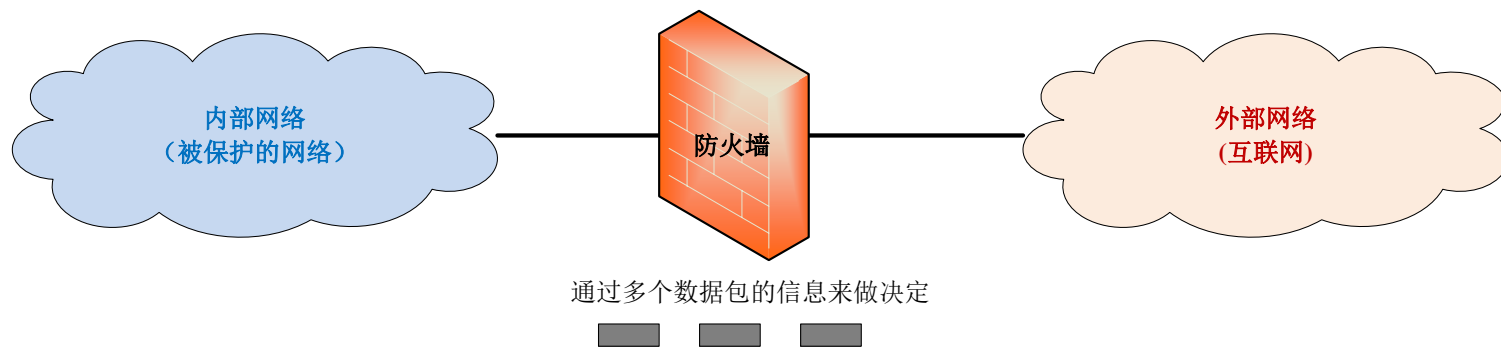 内部网络
（被保护的网络）
防火墙
外部网络
(互联网)
通过多个数据包的信息来做决定